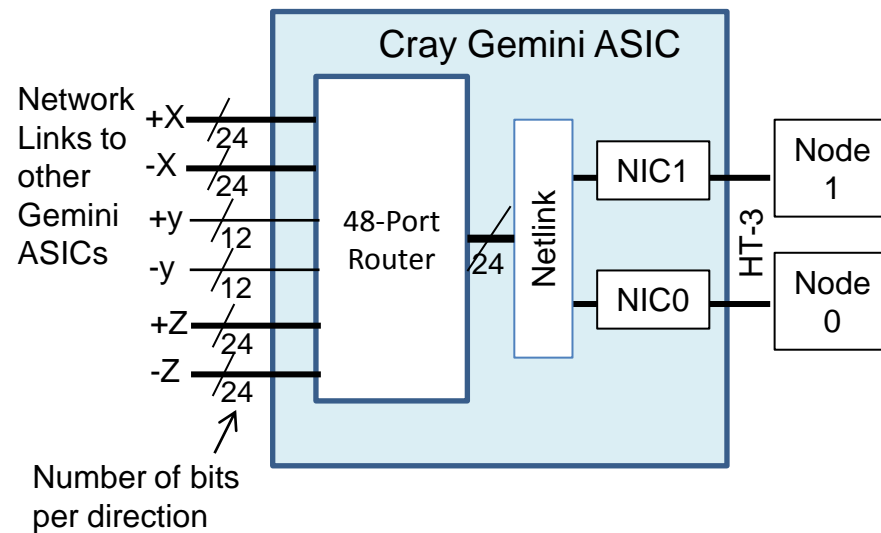 Cray Gemini ASIC
Network
Links to
other
Gemini
ASICs
+X
24
-X
24
+y
12
-y
12
+Z
24
-Z
24
48-Port
Router
24
Netlink
NIC1
NIC0
HT-3
Node
1
Node
0
Number of bits
per direction